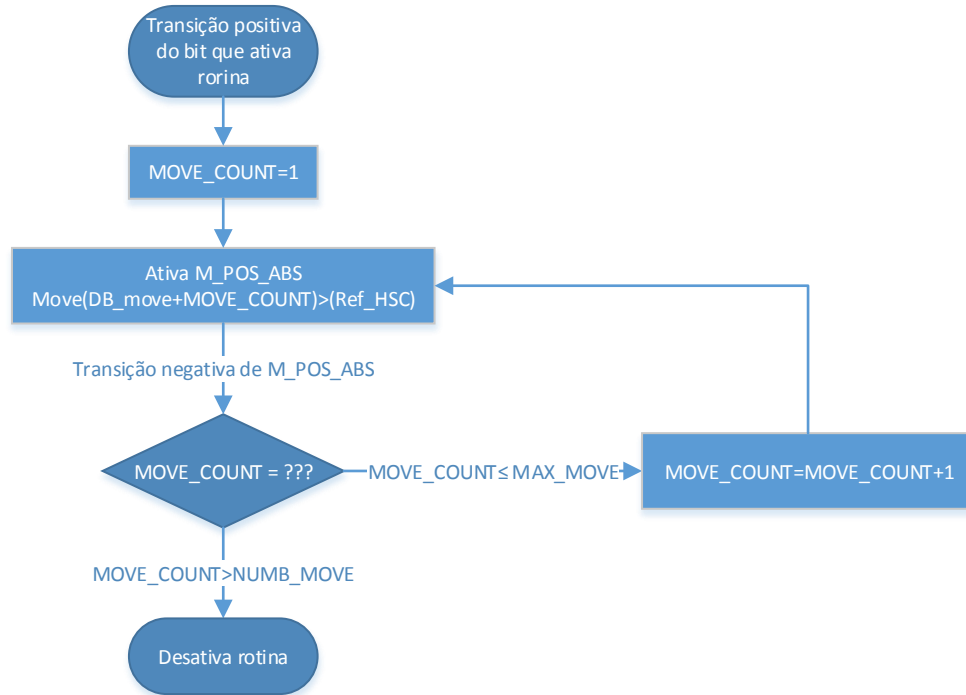 Transição positiva
do bit que ativa
rorina
MOVE_COUNT=1
Ativa M_POS_ABS
Move(DB_move+MOVE_COUNT)>(Ref_HSC)
Transição negativa de M_POS_ABS
MOVE_COUNT = ???
MOVE_COUNT≤ MAX_MOVE
MOVE_COUNT=MOVE_COUNT+1
MOVE_COUNT>NUMB_MOVE
Desativa rotina